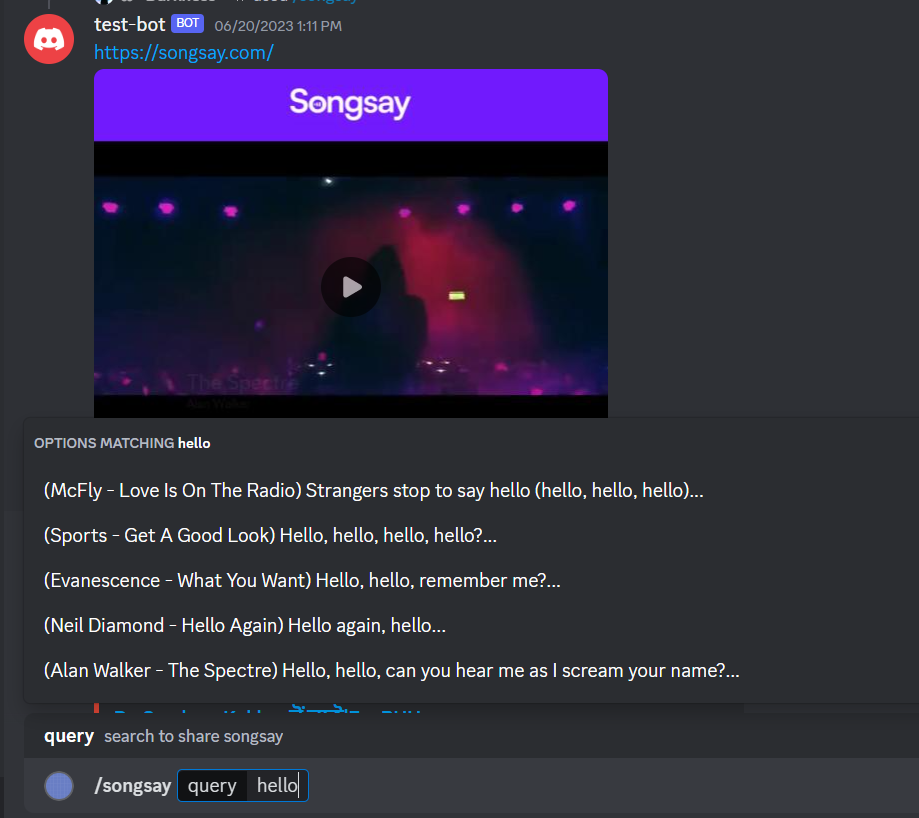 test-bot BOT 06/20/2023 1:11 PM
https://songsay.com/
Songsay
The Spectre
Alan Walker
OPTIONS MATCHING hello
(McFly - Love Is On The Radio) Strangers stop to say hello (hello, hello, hello)...
(Sports - Get A Good Look) Hello, hello, hello, hello?...
(Evanescence - What You Want) Hello, hello, remember me?...
(Neil Diamond - Hello Again) Hello again, hello...
(Alan Walker - The Spectre) Hello, hello, can you hear me as I scream your name?...
query search to share songsay
/songsay query hello